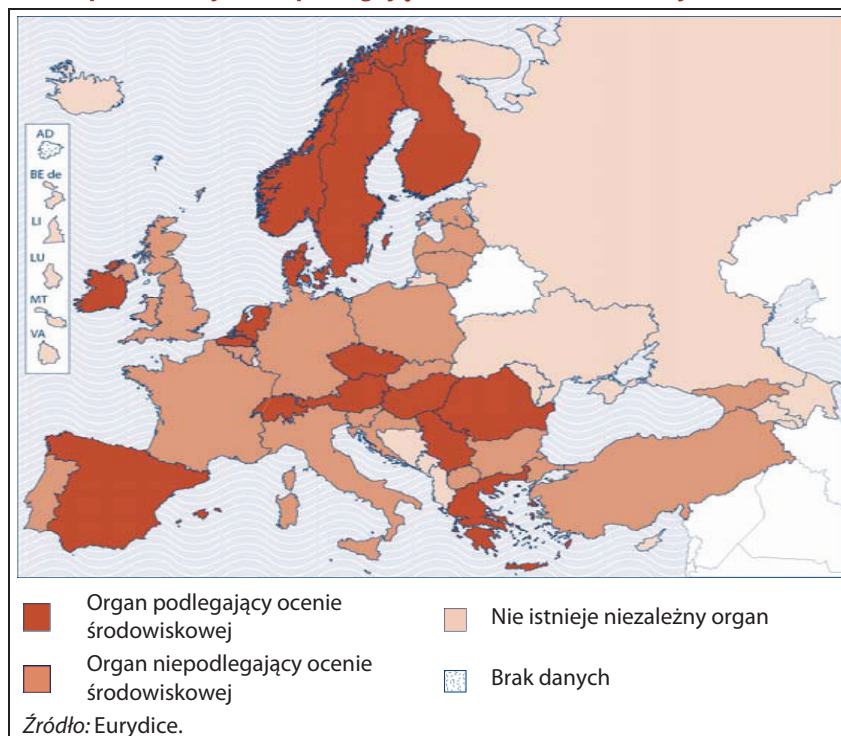 AD
BE de
LI
LU
MT
VA
Organ podlegający ocenie
środowiskowej
Organ niepodlegający ocenie
środowiskowej
Nie istnieje niezależny organ
Brak danych
Źródło: Eurydice.